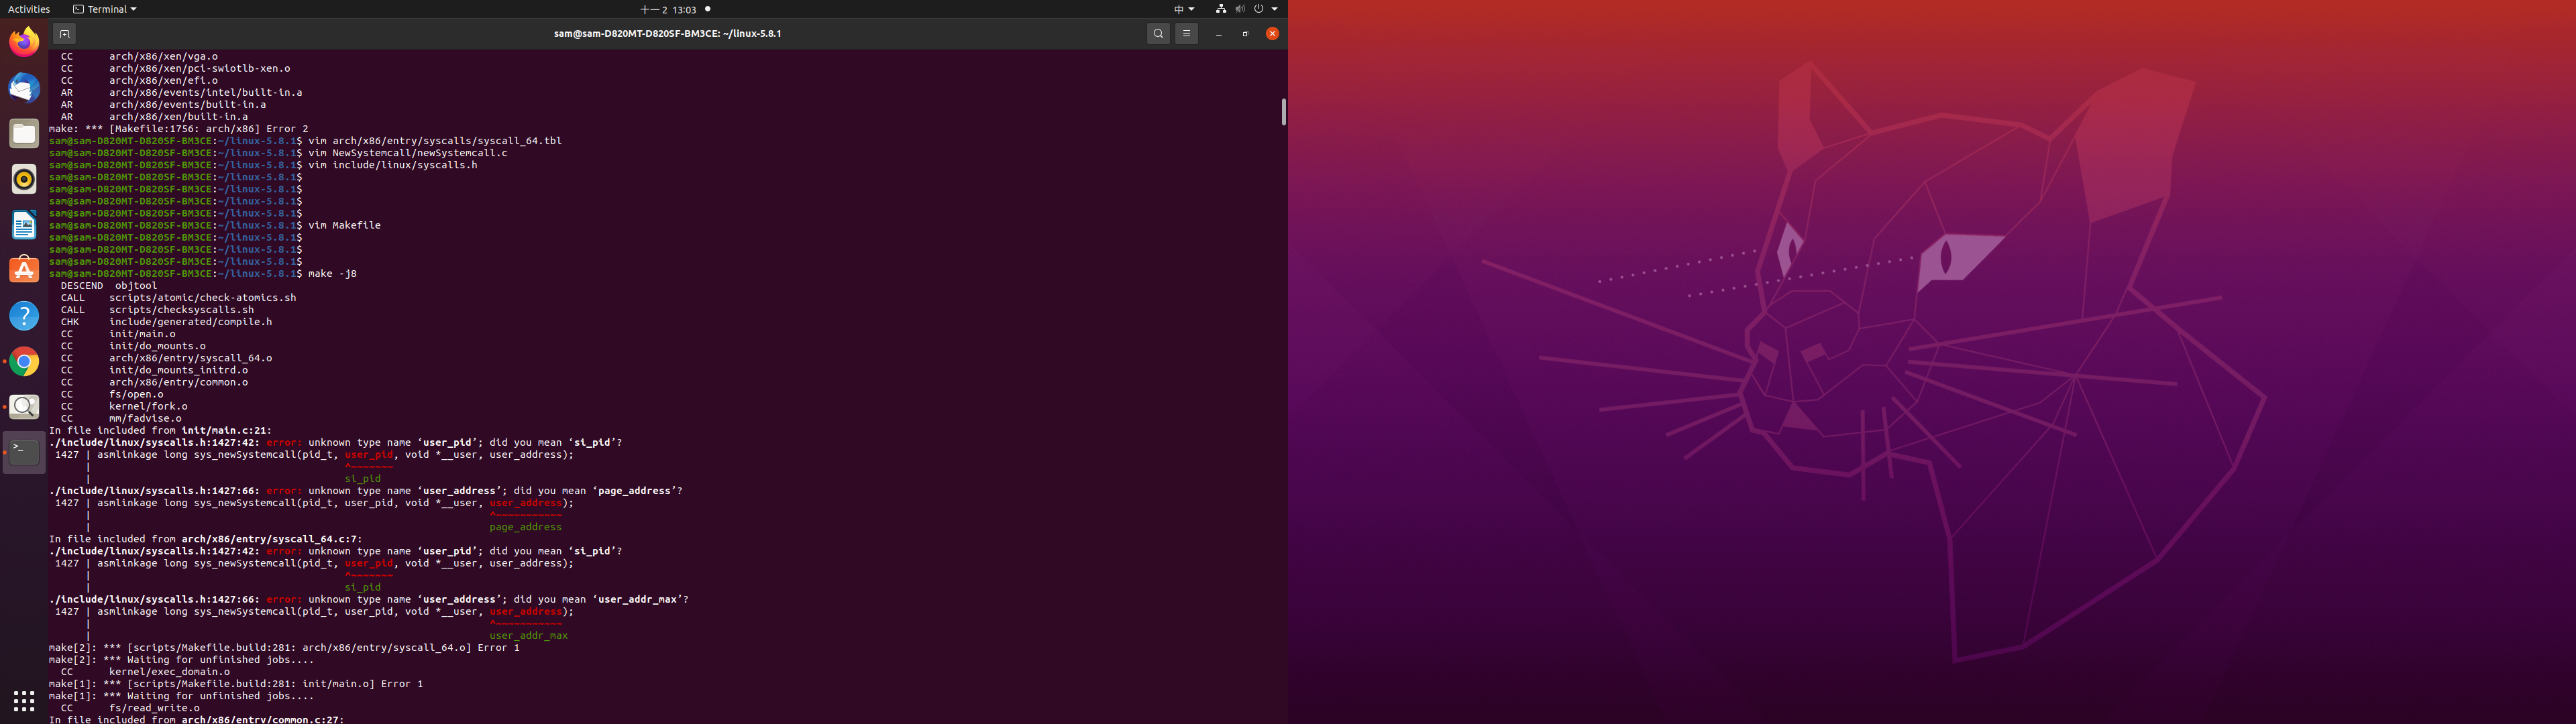 Activities
Terminal
十一 2 13:03
中
sam@sam-D820MT-D820SF-BM3CE: ~/linux-5.8.1
CC arch/x86/xen/vga.o
CC arch/x86/xen/pci-swiotlb-xen.o
CC arch/x86/xen/efi.o
AR arch/x86/events/intel/built-in.a
AR arch/x86/events/built-in.a
AR arch/x86/xen/built-in.a
make: *** [Makefile:1756: arch/x86] Error 2
sam@sam-D820MT-D820SF-BM3CE:~/linux-5.8.1$ vim arch/x86/entry/syscalls/syscall_64.tbl
sam@sam-D820MT-D820SF-BM3CE:~/linux-5.8.1$ vim NewSystemcall/newSystemcall.c
sam@sam-D820MT-D820SF-BM3CE:~/linux-5.8.1$ vim include/linux/syscalls.h
sam@sam-D820MT-D820SF-BM3CE:~/linux-5.8.1$
sam@sam-D820MT-D820SF-BM3CE:~/linux-5.8.1$
sam@sam-D820MT-D820SF-BM3CE:~/linux-5.8.1$
sam@sam-D820MT-D820SF-BM3CE:~/linux-5.8.1$
sam@sam-D820MT-D820SF-BM3CE:~/linux-5.8.1$ vim Makefile
sam@sam-D820MT-D820SF-BM3CE:~/linux-5.8.1$
sam@sam-D820MT-D820SF-BM3CE:~/linux-5.8.1$
sam@sam-D820MT-D820SF-BM3CE:~/linux-5.8.1$
sam@sam-D820MT-D820SF-BM3CE:~/linux-5.8.1$ make -j8
DESCEND objtool
CALL scripts/atomic/check-atomics.sh
CALL scripts/checksyscalls.sh
CHK include/generated/compile.h
CC init/main.o
CC init/do_mounts.o
CC arch/x86/entry/syscall_64.o
CC init/do_mounts_initrd.o
CC arch/x86/entry/common.o
CC fs/open.o
CC kernel/fork.o
CC mm/fadvise.o
In file included from init/main.c:21:
./include/linux/syscalls.h:1427:42: error: unknown type name ‘user_pid’; did you mean ‘si_pid’?
1427 | asmlinkage long sys_newSystemcall(pid_t, user_pid, void *__user, user_address);
| ^~~~~~~~
| si_pid
./include/linux/syscalls.h:1427:66: error: unknown type name ‘user_address’; did you mean ‘page_address’?
1427 | asmlinkage long sys_newSystemcall(pid_t, user_pid, void *__user, user_address);
| ^~~~~~~~~~~~
| page_address
In file included from arch/x86/entry/syscall_64.c:7:
./include/linux/syscalls.h:1427:42: error: unknown type name ‘user_pid’; did you mean ‘si_pid’?
1427 | asmlinkage long sys_newSystemcall(pid_t, user_pid, void *__user, user_address);
| ^~~~~~~~
| si_pid
./include/linux/syscalls.h:1427:66: error: unknown type name ‘user_address’; did you mean ‘user_addr_max’?
1427 | asmlinkage long sys_newSystemcall(pid_t, user_pid, void *__user, user_address);
| ^~~~~~~~~~~~
| user_addr_max
make[2]: *** [scripts/Makefile.build:281: arch/x86/entry/syscall_64.o] Error 1
make[2]: *** Waiting for unfinished jobs....
CC kernel/exec_domain.o
make[1]: *** [scripts/Makefile.build:281: init/main.o] Error 1
make[1]: *** Waiting for unfinished jobs....
CC fs/read_write.o
In file included from arch/x86/entry/common.c:27: